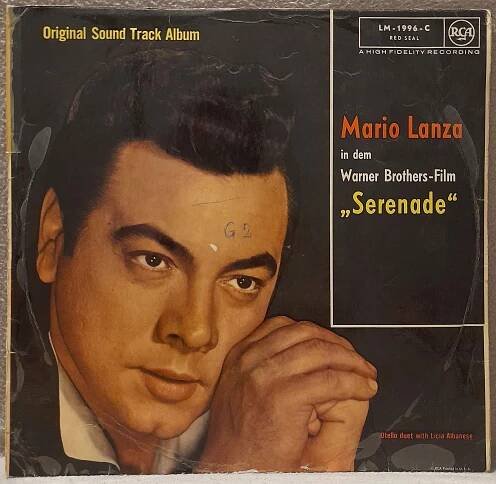 Original Sound Track Album
LM-1996-C
RED SEAL
RCA
A HIGH FIDELITY RECORDING
Mario Lanza
in dem
Warner Brothers-Film
„Serenade“
G2
Otello duet with Licia Albanese